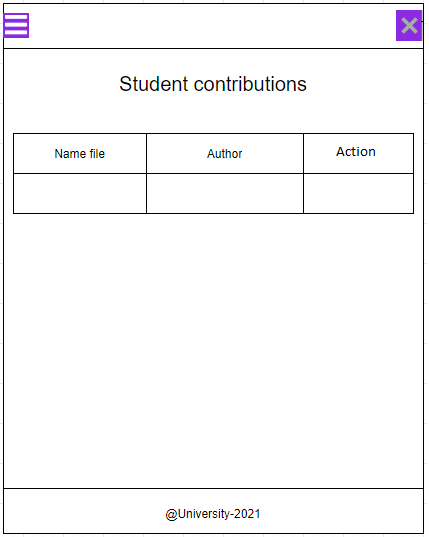 Student contributions
Name file Author Action
@University-2021